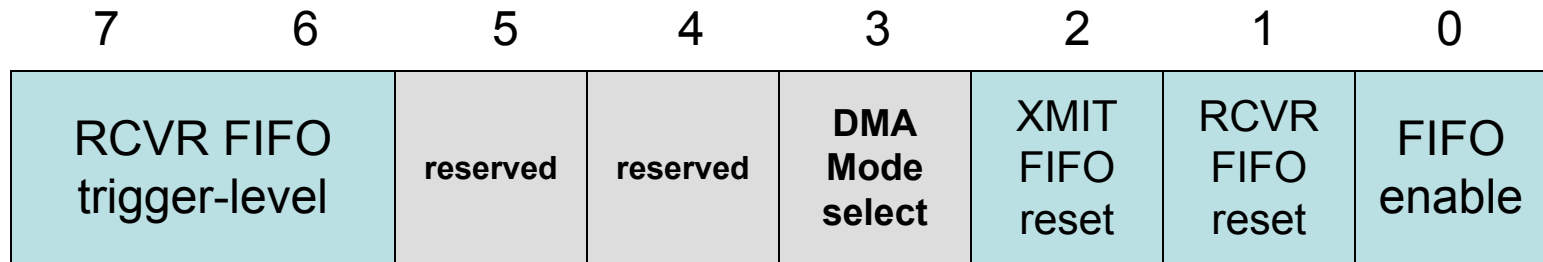 7 6 5 4 3 2 1 0
RCVR FIFO
trigger-level
reserved
reserved
DMA
Mode
select
XMIT
FIFO
reset
RCVR
FIFO
reset
FIFO
enable